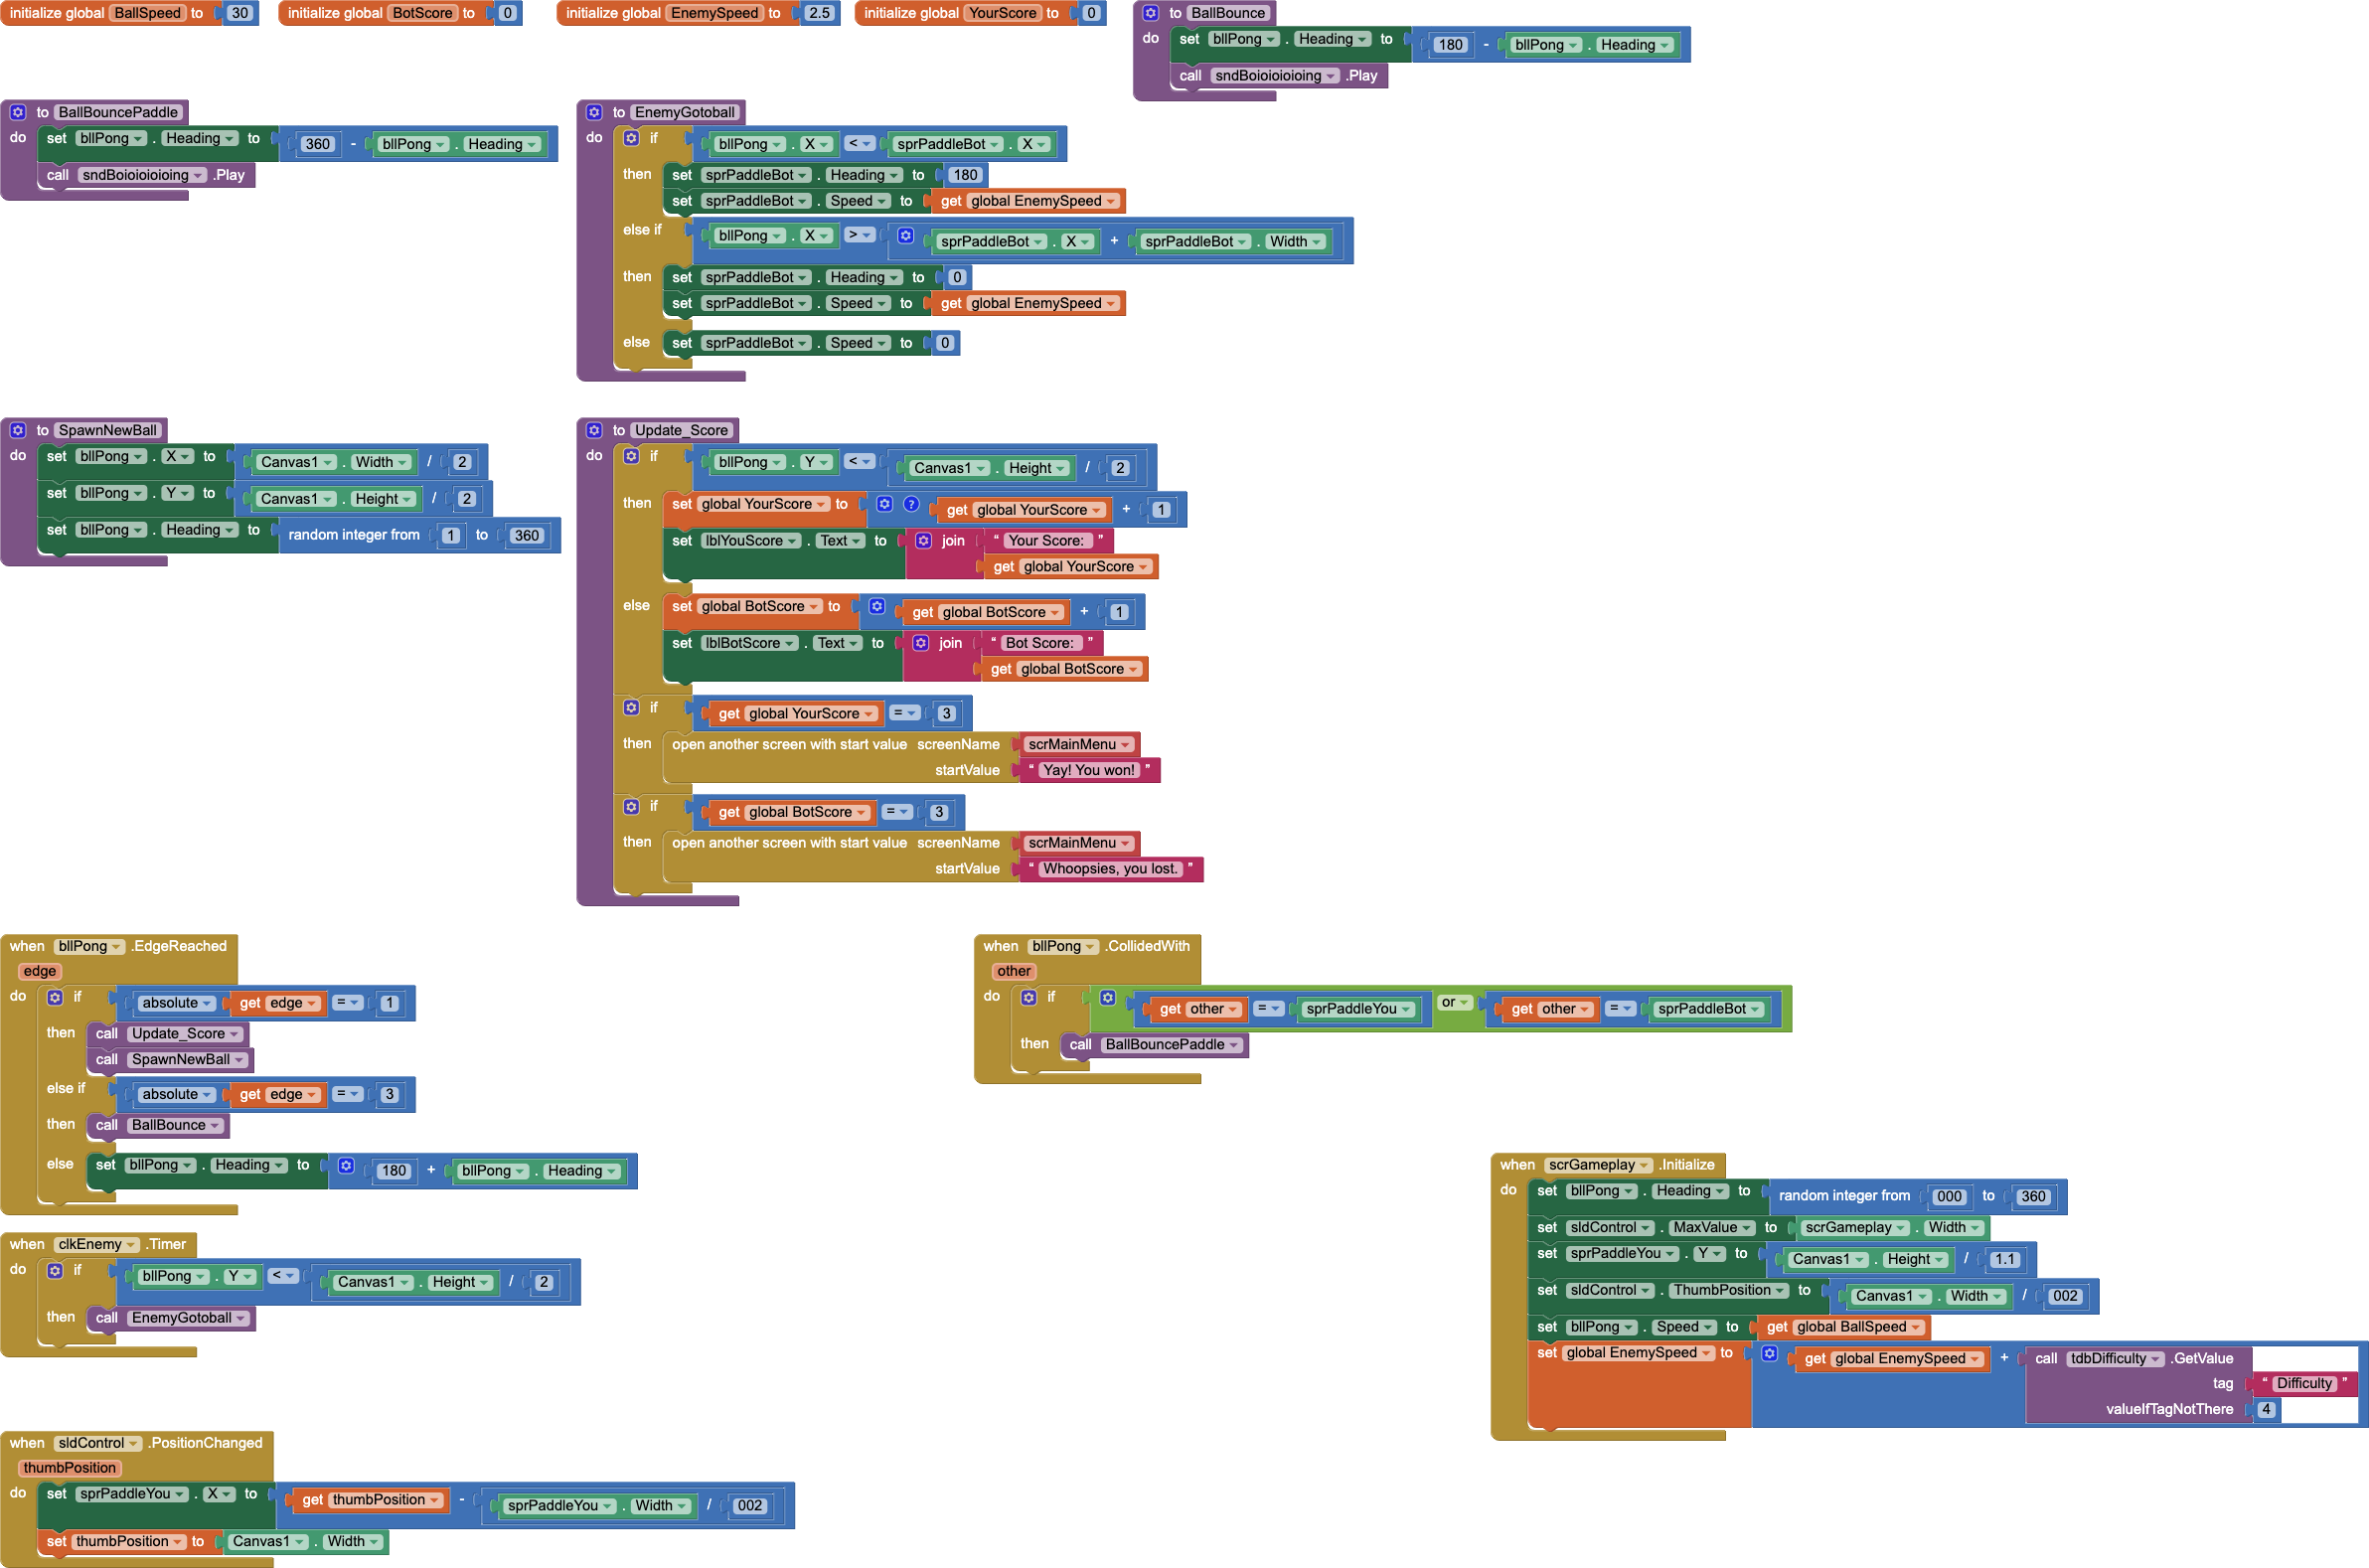 initialize global BallSpeed to 30
initialize global BotScore to 0
initialize global EnemySpeed to 2.5
initialize global YourScore to 0
to BallBounce
do set bllPong . Heading to 180 - bllPong . Heading
call sndBoioioioioing .Play
to BallBouncePaddle
do set bllPong . Heading to 360 - bllPong . Heading
call sndBoioioioioing .Play
to EnemyGotoball
do if bllPong . X < sprPaddleBot . X
then set sprPaddleBot . Heading to 180
set sprPaddleBot . Speed to get global EnemySpeed
else if bllPong . X > sprPaddleBot . X + sprPaddleBot . Width
then set sprPaddleBot . Heading to 0
set sprPaddleBot . Speed to get global EnemySpeed
else set sprPaddleBot . Speed to 0
to SpawnNewBall
do set bllPong . X to Canvas1 . Width / 2
set bllPong . Y to Canvas1 . Height / 2
set bllPong . Heading to random integer from 1 to 360
to Update_Score
do if bllPong . Y < Canvas1 . Height / 2
then set global YourScore to ? get global YourScore + 1
set lblYouScore . Text to join “ Your Score: ”
get global YourScore
else set global BotScore to get global BotScore + 1
set lblBotScore . Text to join “ Bot Score: ”
get global BotScore
if get global YourScore = 3
then open another screen with start value screenName scrMainMenu
startValue “ Yay! You won! ”
if get global BotScore = 3
then open another screen with start value screenName scrMainMenu
startValue “ Whoopsies, you lost. ”
when bllPong .EdgeReached
edge
do if absolute get edge = 1
then call Update_Score
call SpawnNewBall
else if absolute get edge = 3
then call BallBounce
else set bllPong . Heading to 180 + bllPong . Heading
when bllPong .CollidedWith
other
do if get other = sprPaddleYou or get other = sprPaddleBot
then call BallBouncePaddle
when scrGameplay .Initialize
do set bllPong . Heading to random integer from 000 to 360
set sldControl . MaxValue to scrGameplay . Width
set sprPaddleYou . Y to Canvas1 . Height / 1.1
set sldControl . ThumbPosition to Canvas1 . Width / 002
set bllPong . Speed to get global BallSpeed
set global EnemySpeed to get global EnemySpeed + call tdbDifficulty .GetValue
tag “ Difficulty ”
valueIfTagNotThere 4
when clkEnemy .Timer
do if bllPong . Y < Canvas1 . Height / 2
then call EnemyGotoball
when sldControl .PositionChanged
thumbPosition
do set sprPaddleYou . X to get thumbPosition - sprPaddleYou . Width / 002
set thumbPosition to Canvas1 . Width